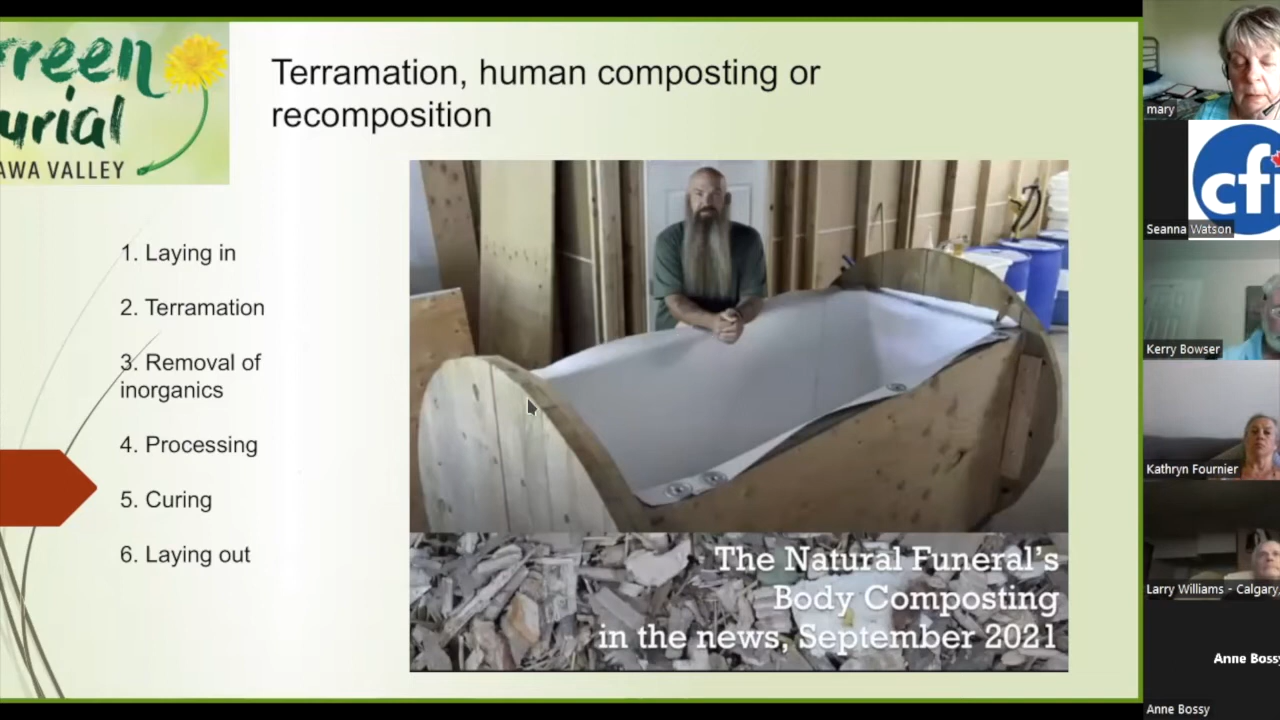 reen
urial
AWA VALLEY
Terramation, human composting or
recomposition
1. Laying in
2. Terramation
3. Removal of
inorganics
4. Processing
5. Curing
6. Laying out
The Natural Funeral's
Body Composting
in the news, September 2021
mary
cfi
Seanna Watson
Kerry Bowser
Kathryn Fournier
Larry Williams - Calgary,
Anne Bossy
Anne Bossy